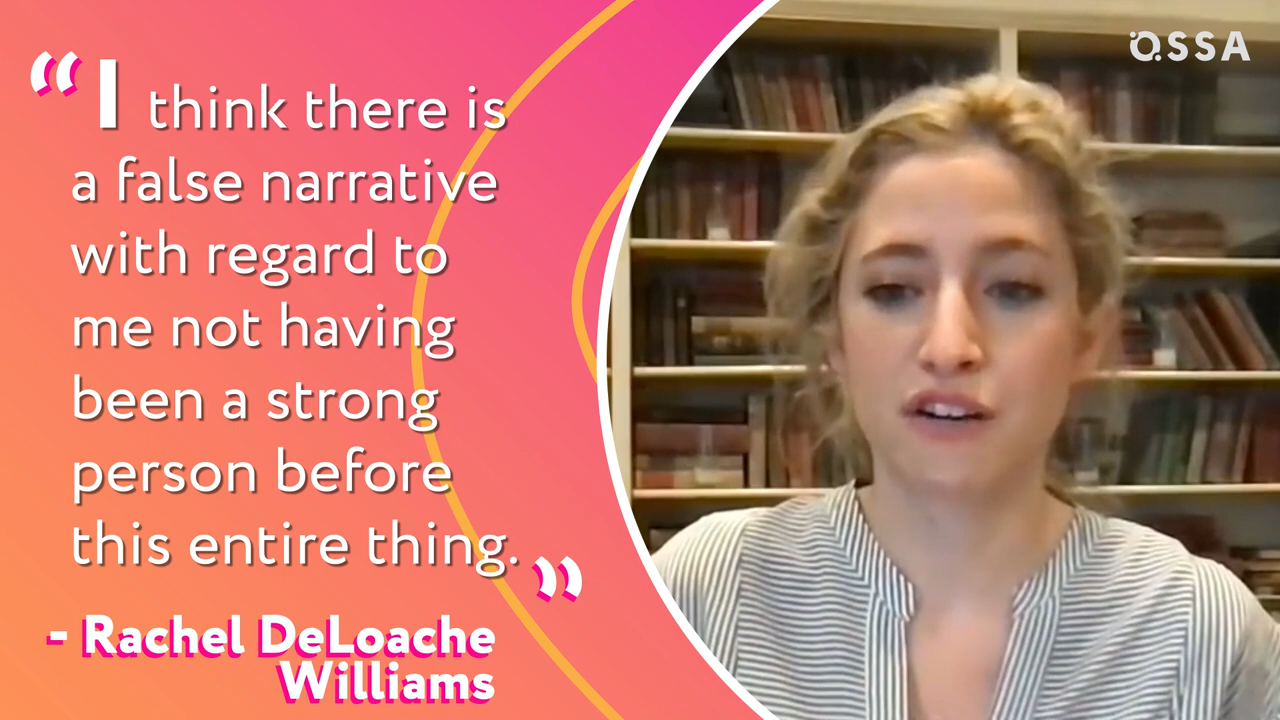 “I think there is
a false narrative
with regard to
me not having
been a strong
person before
this entire thing.”
- Rachel DeLoache
Williams
OSSA